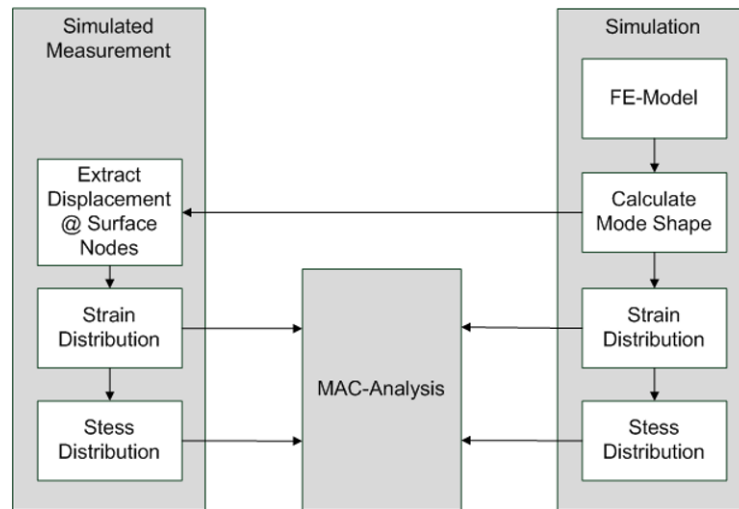 Simulated
Measurement
Extract
Displacement
@ Surface
Nodes
Strain
Distribution
Stess
Distribution
MAC-Analysis
Simulation
FE-Model
Calculate
Mode Shape
Strain
Distribution
Stess
Distribution